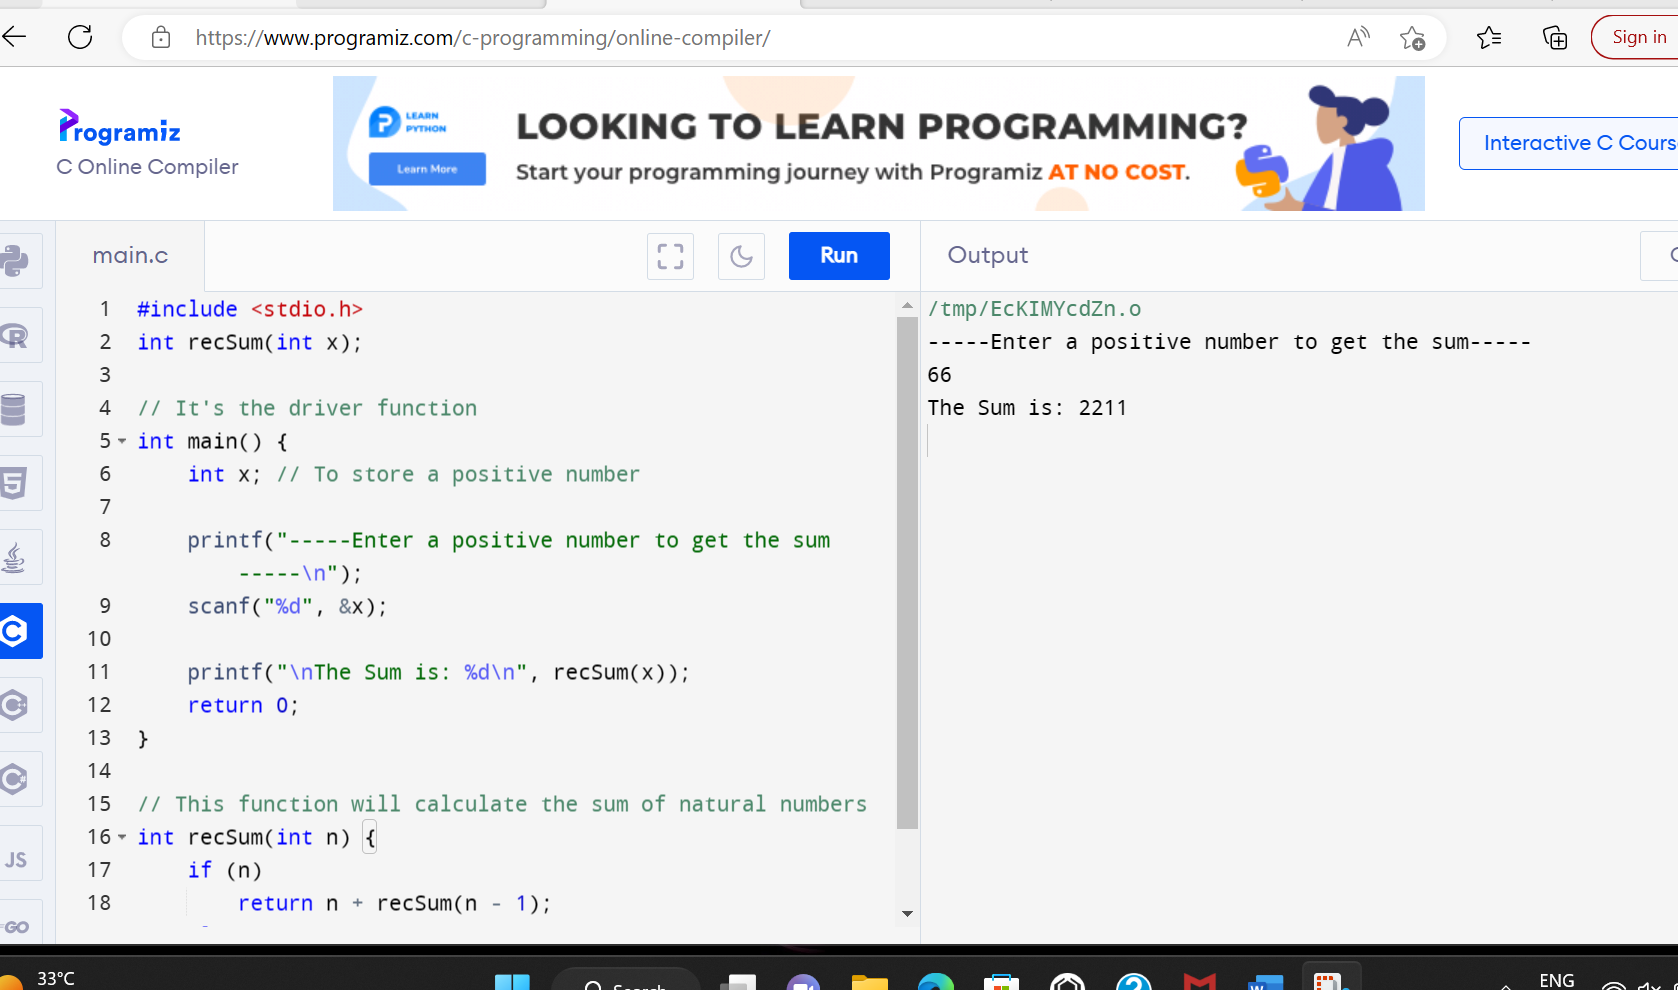 https://www.programiz.com/c-programming/online-compiler/
Sign in
Programiz
C Online Compiler
LEARN
PYTHON
Learn More
LOOKING TO LEARN PROGRAMMING?
Start your programming journey with Programiz AT NO COST.
Interactive C Cours
main.c
Run
Output
1 #include <stdio.h>
2 int recSum(int x);
3
4 // It's the driver function
5 int main() {
6 int x; // To store a positive number
7
8 printf("-----Enter a positive number to get the sum
-----\n");
9 scanf("%d", &x);
10
11 printf("\nThe Sum is: %d\n", recSum(x));
12 return 0;
13 }
14
15 // This function will calculate the sum of natural numbers
16 int recSum(int n) {
17 if (n)
18 return n + recSum(n - 1);
/tmp/EcKIMYcdZn.o
-----Enter a positive number to get the sum-----
66
The Sum is: 2211
JS
GO
33°C
Search
ENG